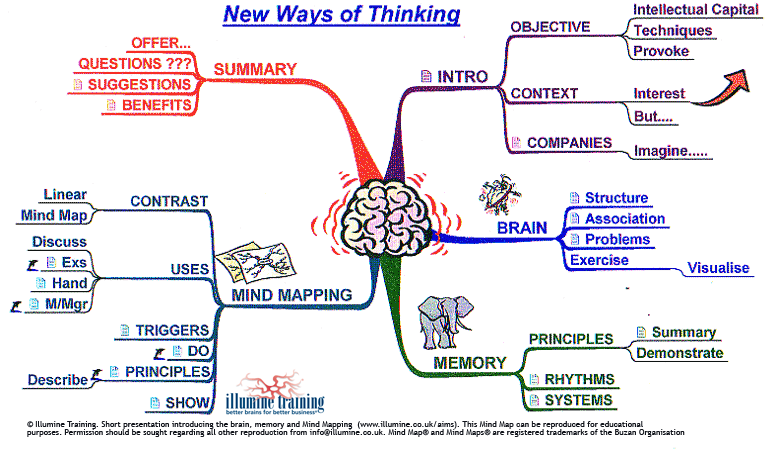 New Ways of Thinking
OFFER...
QUESTIONS ???
SUGGESTIONS
BENEFITS
SUMMARY
INTRO
OBJECTIVE
Intellectual Capital
Techniques
Provoke
CONTEXT
Interest
But....
COMPANIES
Imagine.....
BRAIN
Structure
Association
Problems
Exercise
Visualise
MEMORY
PRINCIPLES
Summary
Demonstrate
RHYTHMS
SYSTEMS
MIND MAPPING
CONTRAST
Linear
Mind Map
USES
Discuss
Exs
Hand
M/Mgr
TRIGGERS
DO
PRINCIPLES
Describe
SHOW
illumine training
better brains for better business®
© Illumine Training. Short presentation introducing the brain, memory and Mind Mapping (www.illumine.co.uk/aims). This Mind Map can be reproduced for educational
purposes. Permission should be sought regarding all other reproduction from info@illumine.co.uk. Mind Map® and Mind Maps® are registered trademarks of the Buzan Organisation